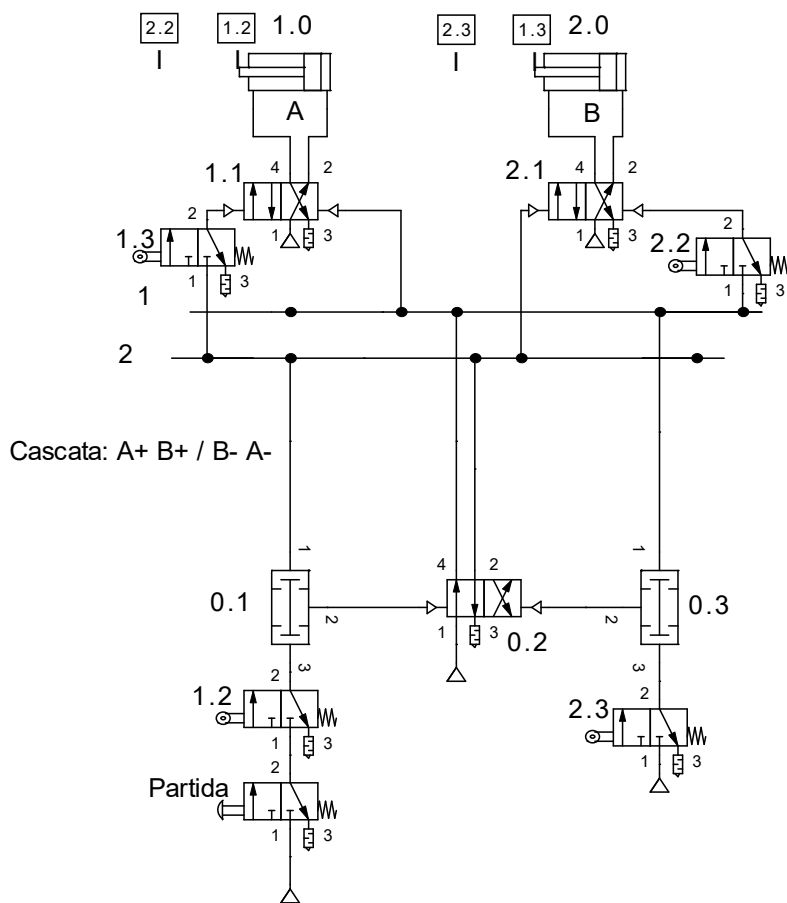 2.2 1.2 1.0 2.3 1.3 2.0
A B
1.1 4 2 2.1 4 2
2 1 3 2 1 3
1.3 2.2
1 3 1 3
1
2
Cascata: A+ B+ / B- A-
1 1
4 2
0.1 2 1 3 0.2 2 0.3
3 3
1.2 2 2.3 2
1 3 1 3
2
Partida
1 3